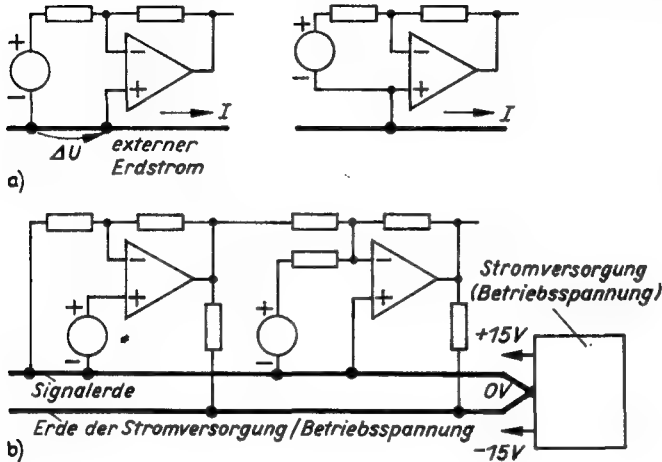 +
−
−
+
I
ΔU
externer
Erdstrom
+
−
−
+
I
a)
+
−
−
+
+
−
−
+
Stromversorgung
(Betriebsspannung)
+15V
Signalerde
0V
Erde der Stromversorgung/Betriebsspannung
−15V
b)